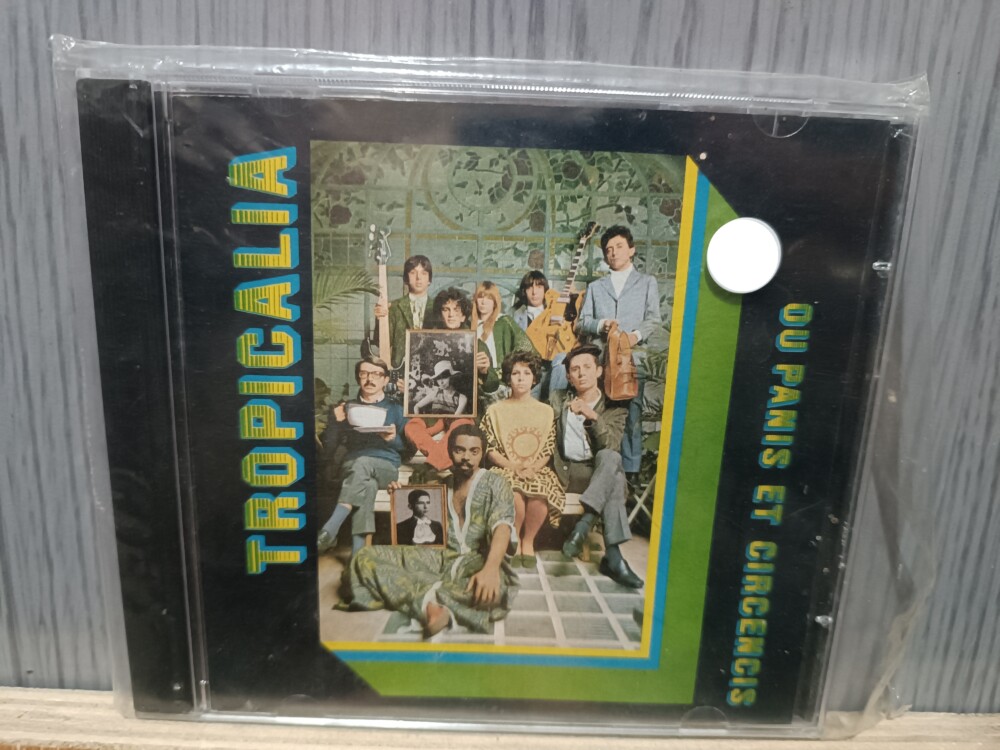 TROPICALIA
OU PANIS ET CIRCENCIS